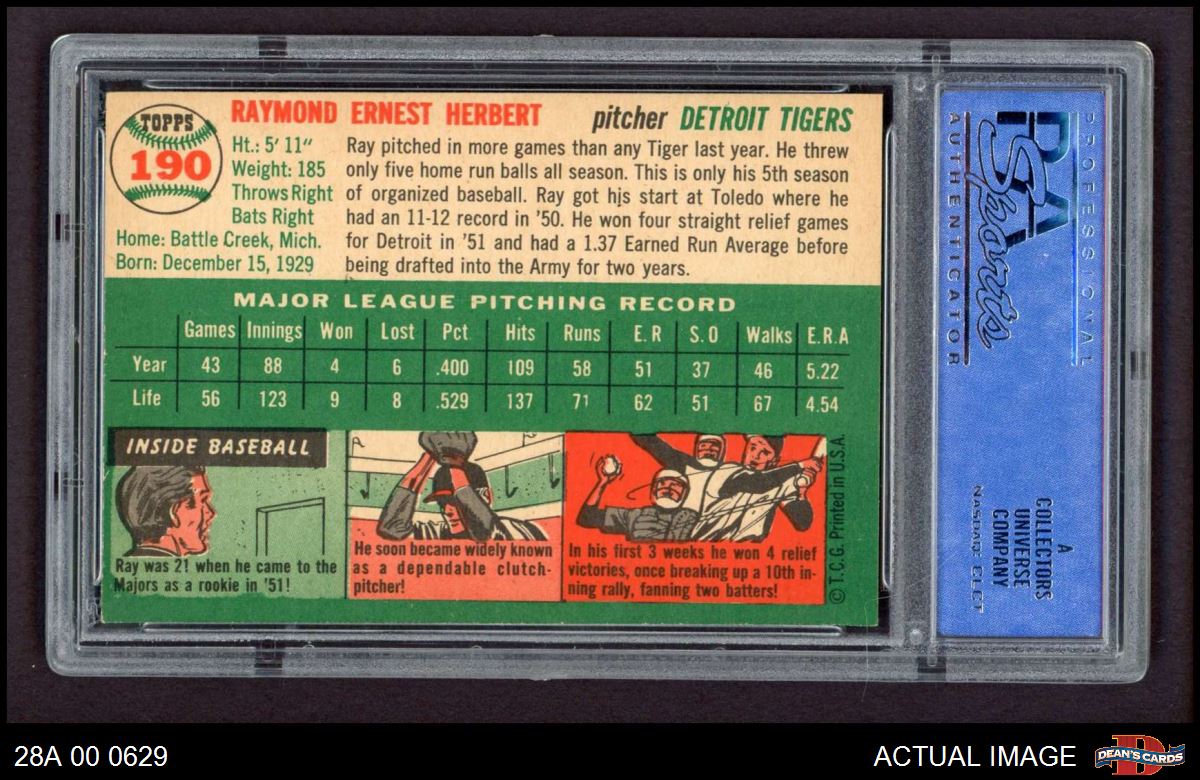 TOPPS
190
RAYMOND ERNEST HERBERT
pitcher DETROIT TIGERS
Ht.: 5' 11"
Weight: 185
Throws Right
Bats Right
Home: Battle Creek, Mich.
Born: December 15, 1929
Ray pitched in more games than any Tiger last year. He threw
only five home run balls all season. This is only his 5th season
of organized baseball. Ray got hjs start at Toledo where he
had an 11-12 record in '50. He won four straight relief games
for Detroit in '51 and had a 1.37 Earned Run Average before
being drafted into the Army for two years.
MAJOR LEAGUE PITCHING RECORD
Games Innings Won Lost Pct Hits Runs E.R S.O Walks E.R.A
Year 43 88 4 6 .400 109 58 51 37 46 5.22
Life 56 123 9 8 .529 137 71 62 51 67 4.54
INSIDE BASEBALL
Ray was 21 when he came to the
Majors as a rookie in '51!
He soon became widely known
as a dependable clutch-
pitcher!
In his first 3 weeks he won 4 relief
victories, once breaking up a 10th in-
ning rally, fanning two batters!
© T.C.G. Printed in U.S.A.
PROFESSIONAL
PSA
Sports
AUTHENTICATOR
A
COLLECTORS
UNIVERSE
COMPANY
NASDAQ: CLCT
28A 00 0629
ACTUAL IMAGE
D
DEAN'S CARDS